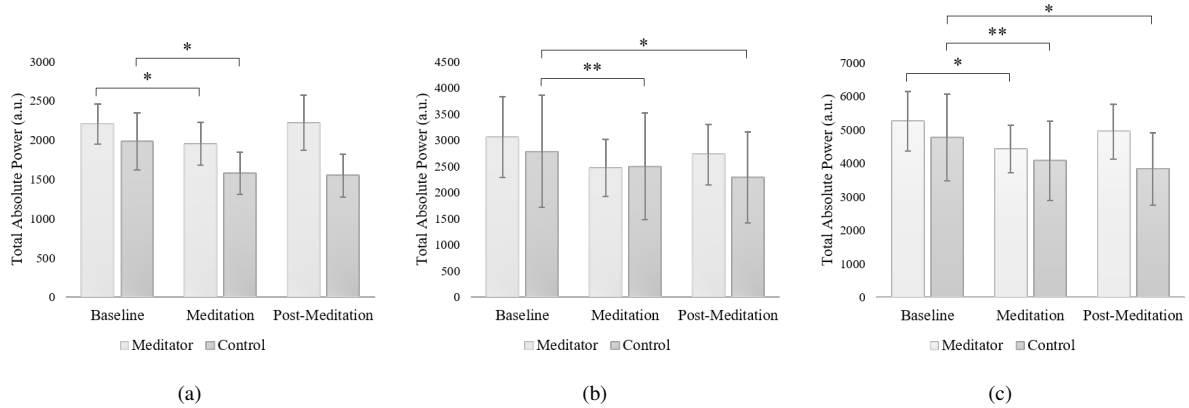 *
*
3000
2500
2000
1500
1000
500
0
Total Absolute Power (a.u.)
Baseline Meditation Post-Meditation
Meditator Control
(a)
*
**
4500
4000
3500
3000
2500
2000
1500
1000
500
0
Total Absolute Power (a.u.)
Baseline Meditation Post-Meditation
Meditator Control
(b)
*
**
*
7000
6000
5000
4000
3000
2000
1000
0
Total Absolute Power (a.u.)
Baseline Meditation Post-Meditation
Meditator Control
(c)